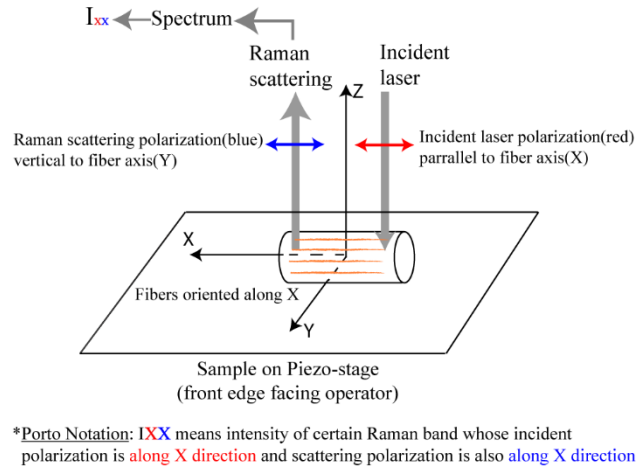 Ixx
Spectrum
Raman
scattering
Incident
laser
Z
Raman scattering polarization(blue)
vertical to fiber axis(Y)
Incident laser polarization(red)
parrallel to fiber axis(X)
X
Fibers oriented along X
Y
Sample on Piezo-stage
(front edge facing operator)
*Porto Notation: IXX means intensity of certain Raman band whose incident
polarization is along X direction and scattering polarization is also along X direction